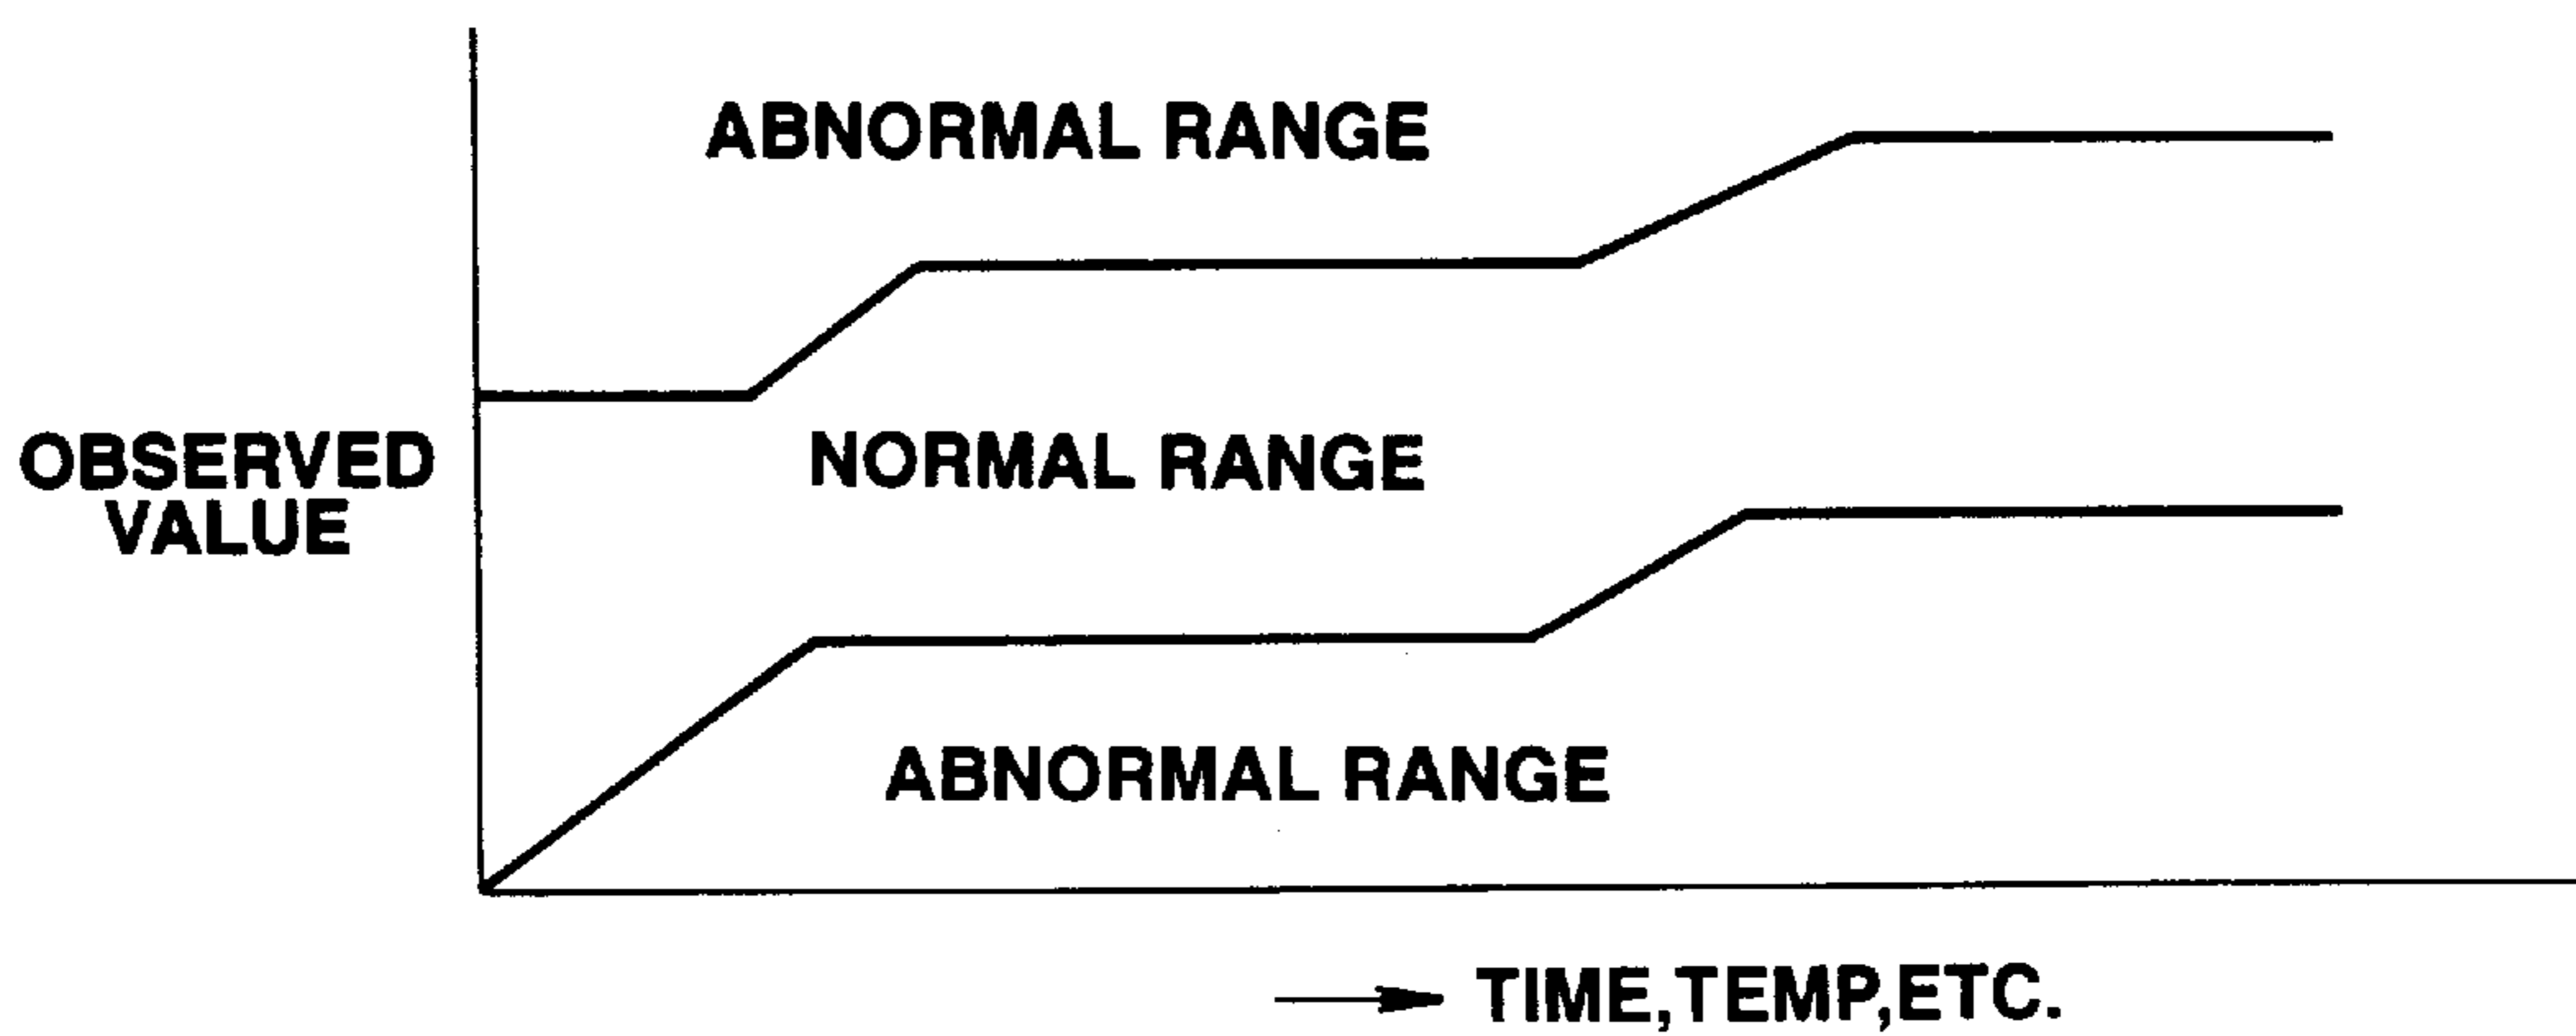 ABNORMAL RANGE
OBSERVED
VALUE
NORMAL RANGE
ABNORMAL RANGE
TIME,TEMP,ETC.